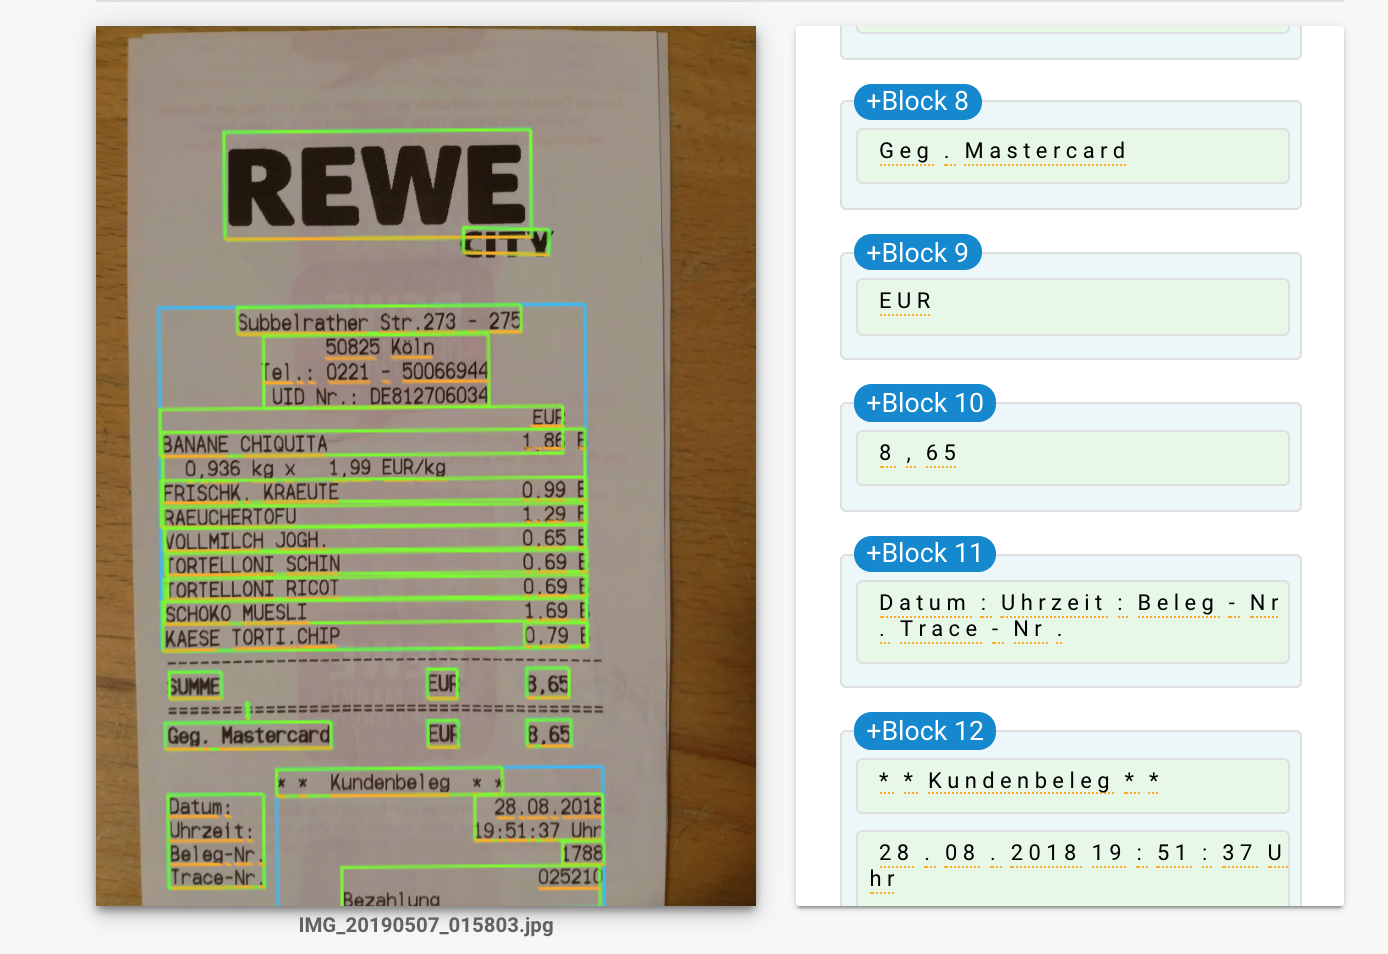 REWE
CITY
Subbelrather Str.273 - 275
50825 Köln
Tel.: 0221 - 50066944
UID Nr.: DE812706034
EUR
BANANE CHIQUITA 1,86 B
0,936 kg x 1,99 EUR/kg
FRISCHK. KRAEUTE 0,99 B
RAEUCHERTOFU 1,29 B
VOLLMILCH JOGH. 0,65 B
TORTELLONI SCHIN 0,69 B
TORTELLONI RICOT 0,69 B
SCHOKO MUESLI 1,69 B
KAESE TORTI.CHIP 0,79 B
SUMME EUR 8,65
Geg. Mastercard EUR 8,65
* * Kundenbeleg * *
Datum: 28.08.2018
Uhrzeit: 19:51:37 Uhr
Beleg-Nr. 1788
Trace-Nr. 025210
Bezahlung
IMG_20190507_015803.jpg
+Block 8
Geg . Mastercard
+Block 9
EUR
+Block 10
8 , 65
+Block 11
Datum : Uhrzeit : Beleg - Nr
. Trace - Nr .
+Block 12
* * Kundenbeleg * *
28 . 08 . 2018 19 : 51 : 37 U
hr